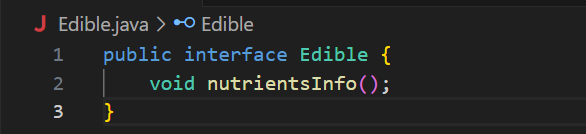 J Edible.java > Edible
1 public interface Edible {
2 void nutrientsInfo();
3 }